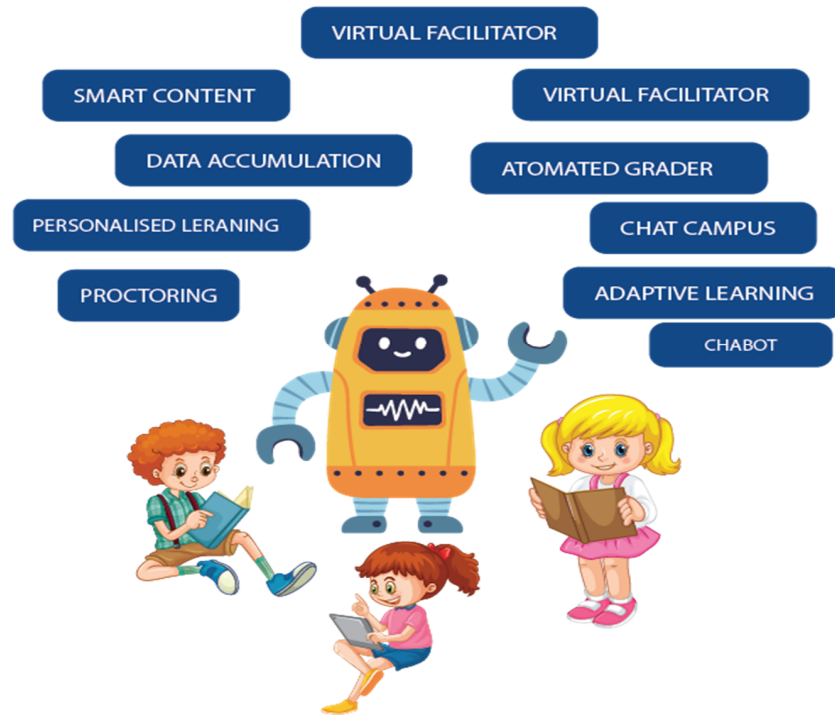 VIRTUAL FACILITATOR
SMART CONTENT
VIRTUAL FACILITATOR
DATA ACCUMULATION
ATOMATED GRADER
PERSONALISED LERANING
CHAT CAMPUS
PROCTORING
ADAPTIVE LEARNING
CHABOT